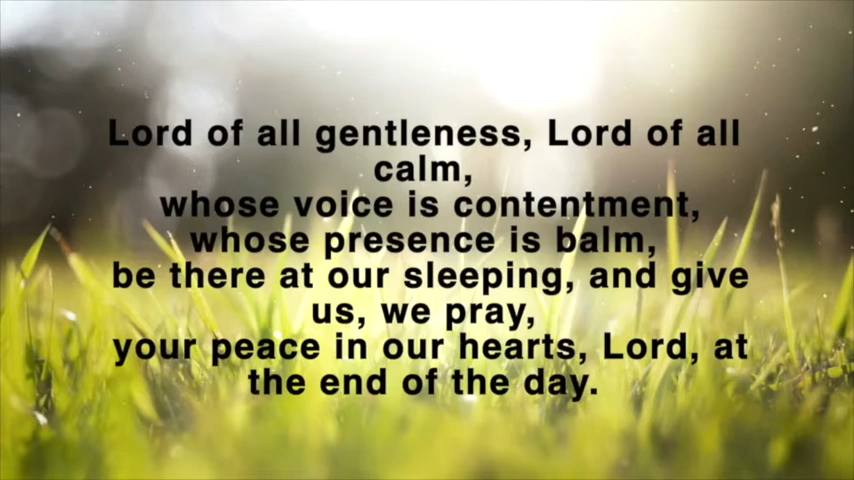 Lord of all gentleness, Lord of all
calm,
whose voice is contentment,
whose presence is balm,
be there at our sleeping, and give
us, we pray,
your peace in our hearts, Lord, at
the end of the day.